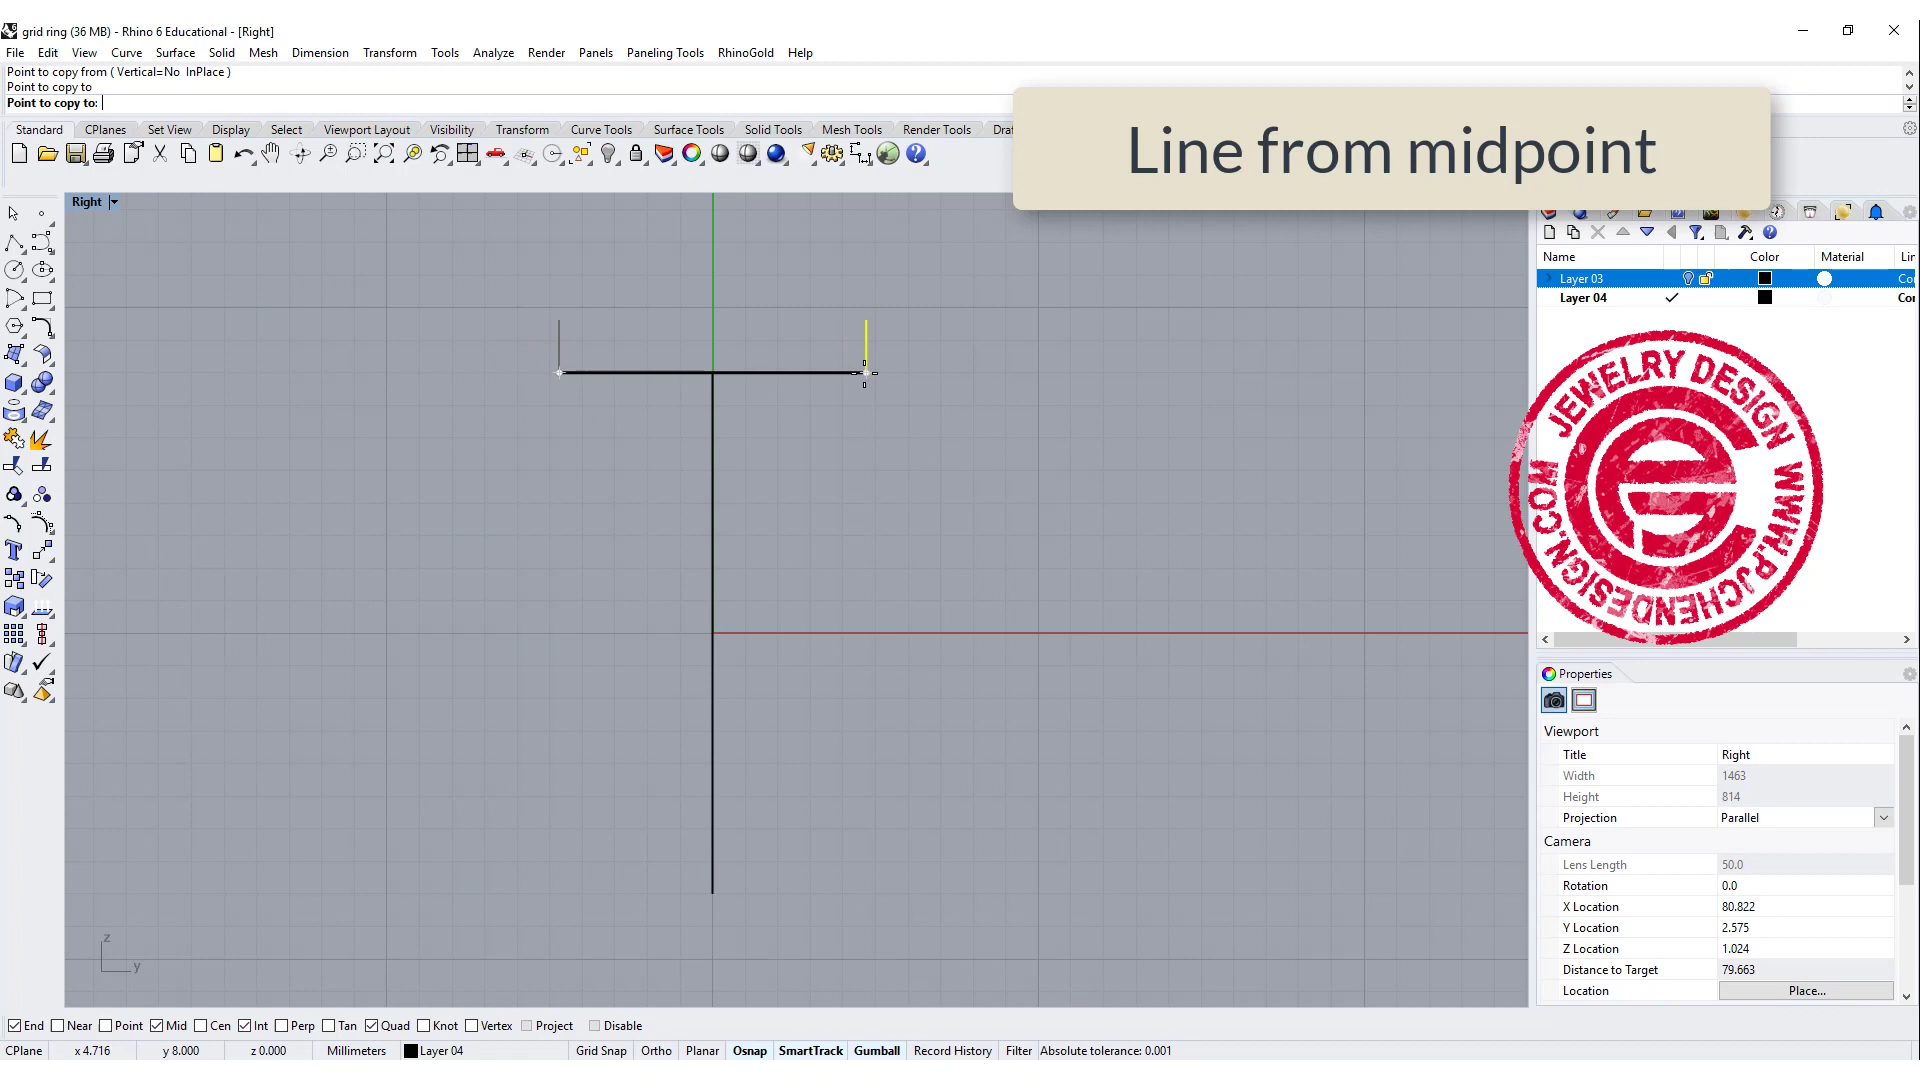 grid ring (36 MB) - Rhino 6 Educational - [Right]
File Edit View Curve Surface Solid Mesh Dimension Transform Tools Analyze Render Panels Paneling Tools RhinoGold Help
Point to copy from ( Vertical=No InPlace )
Point to copy to
Point to copy to:
Line from midpoint
Standard CPlanes Set View Display Select Viewport Layout Visibility Transform Curve Tools Surface Tools Solid Tools Mesh Tools Render Tools Draf
Right
Name Color Material Lin
Layer 03 Con
Layer 04 Con
JEWELRY DESIGN WWW.PJCHENDESIGN.COM
Properties
Viewport
Title Right
Width 1463
Height 814
Projection Parallel
Camera
Lens Length 50.0
Rotation 0.0
X Location 80.822
Y Location 2.575
Z Location 1.024
Distance to Target 79.663
Location Place...
z
y
End Near Point Mid Cen Int Perp Tan Quad Knot Vertex Project Disable
CPlane x 4.716 y 8.000 z 0.000 Millimeters Layer 04 Grid Snap Ortho Planar Osnap SmartTrack Gumball Record History Filter Absolute tolerance: 0.001